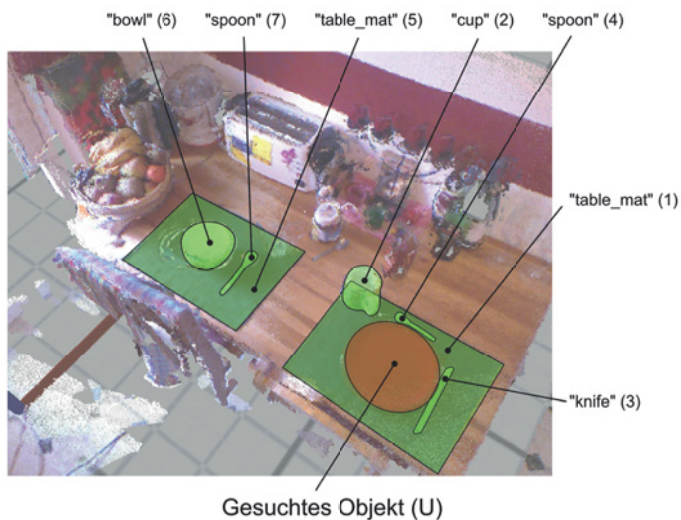 "bowl" (6) "spoon" (7) "table_mat" (5) "cup" (2) "spoon" (4)
"table_mat" (1)
"knife" (3)
Gesuchtes Objekt (U)